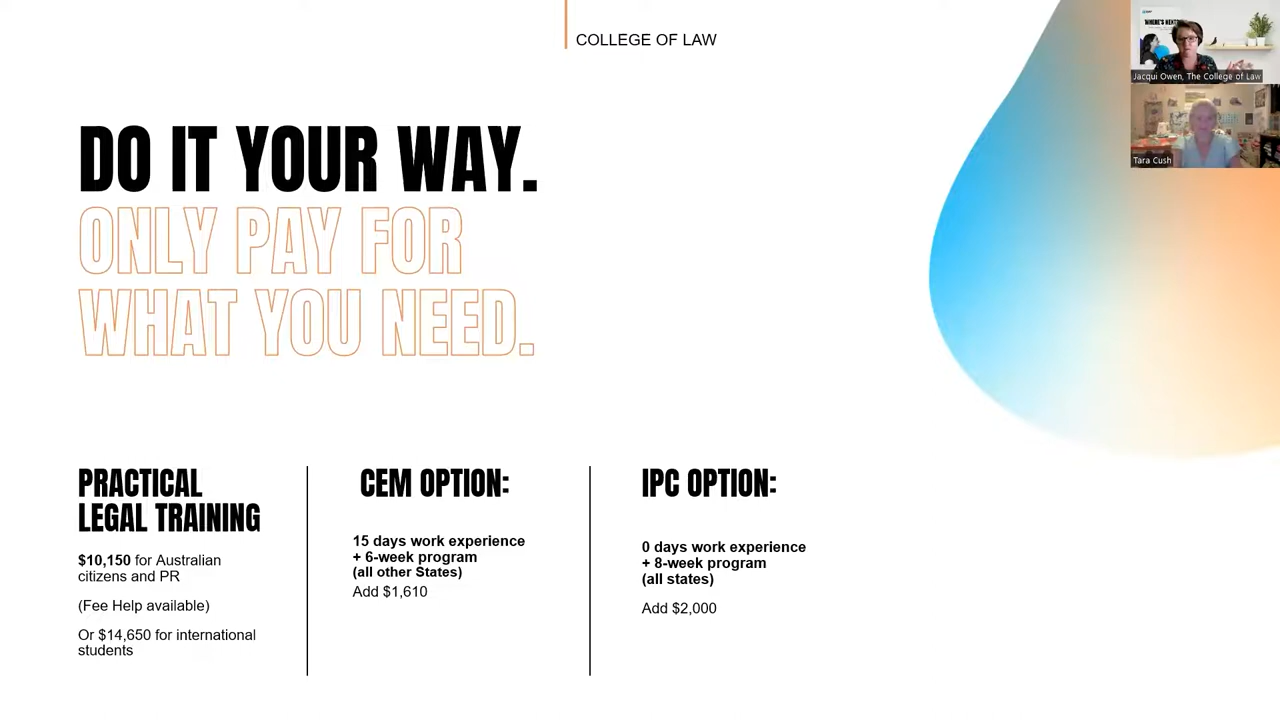 COLLEGE OF LAW
DO IT YOUR WAY.
ONLY PAY FOR
WHAT YOU NEED.
PRACTICAL
LEGAL TRAINING
$10,150 for Australian
citizens and PR
(Fee Help available)
Or $14,650 for international
students
CEM OPTION:
15 days work experience
+ 6-week program
(all other States)
Add $1,610
IPC OPTION:
0 days work experience
+ 8-week program
(all states)
Add $2,000
Jacqui Owen, The College of Law
Tara Cush